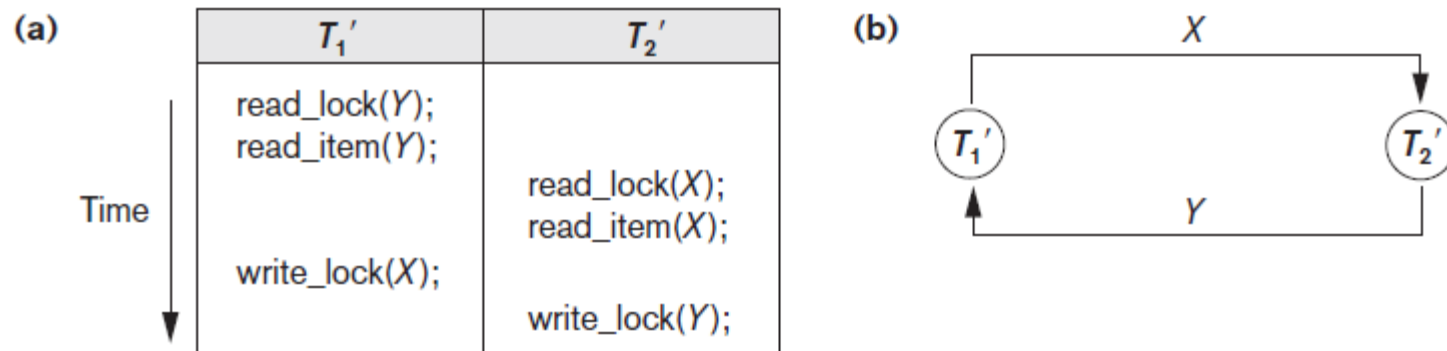 (a)
T₁′ T₂′
read_lock(Y);
read_item(Y);
read_lock(X);
read_item(X);
Time
write_lock(X);
write_lock(Y);
(b)
X
T₁′ T₂′
Y